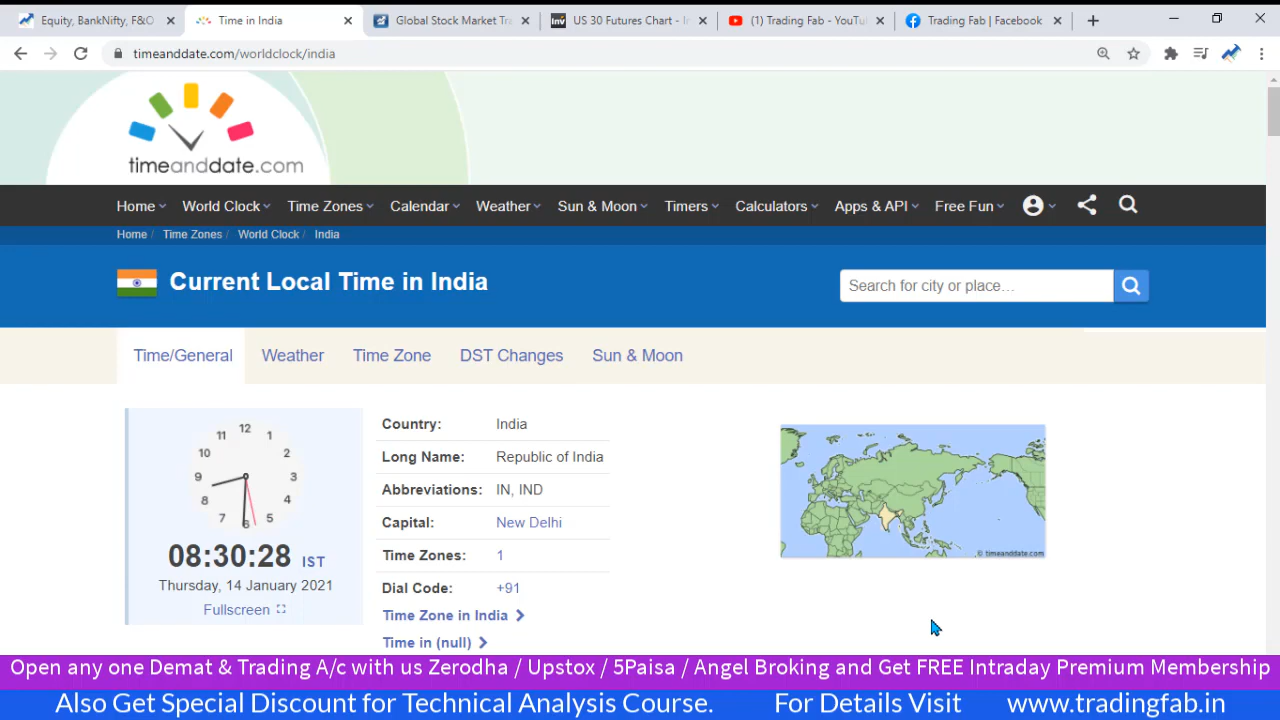 Equity, BankNifty, F&O
Time in India
Global Stock Market Tr
US 30 Futures Chart - In
(1) Trading Fab - YouTu
Trading Fab | Facebook
timeanddate.com/worldclock/india
timeanddate.com
Home World Clock Time Zones Calendar Weather Sun & Moon Timers Calculators Apps & API Free Fun
Home / Time Zones / World Clock / India
Current Local Time in India
Search for city or place...
Time/General Weather Time Zone DST Changes Sun & Moon
12
11 1
10 2
9 3
8 4
7 5
6
08:30:28 IST
Thursday, 14 January 2021
Fullscreen
Country: India
Long Name: Republic of India
Abbreviations: IN, IND
Capital: New Delhi
Time Zones: 1
Dial Code: +91
Time Zone in India
Time in (null)
© timeanddate.com
Open any one Demat & Trading A/c with us Zerodha / Upstox / 5Paisa / Angel Broking and Get FREE Intraday Premium Membership
Also Get Special Discount for Technical Analysis Course. For Details Visit www.tradingfab.in